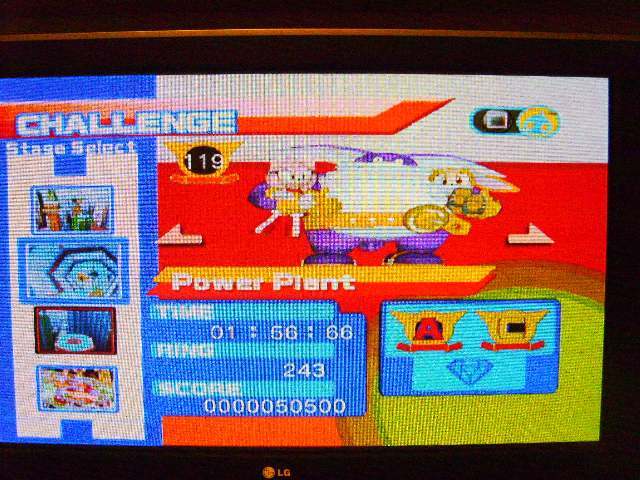 CHALLENGE
Stage Select
119
Power Plant
TIME
01 : 56 : 66
RING
243
SCORE
0000050500
A
LG